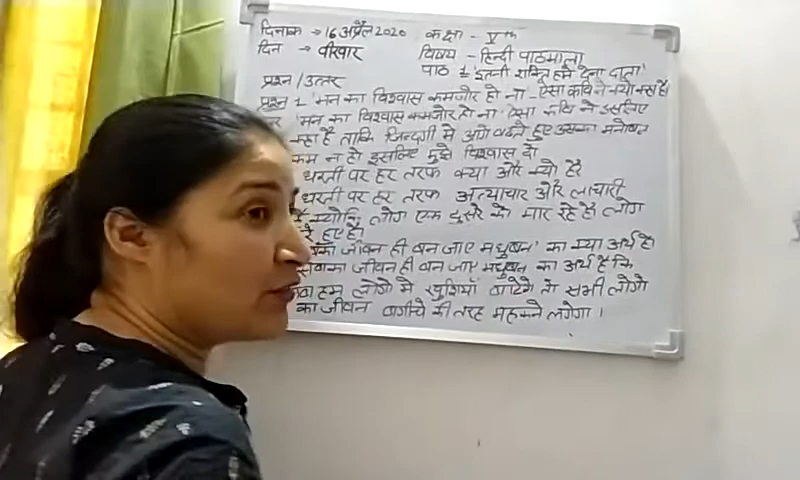 दिनाक → 16 अप्रैल 2020 कक्षा - Vth
दिन → वीरवार विषय - हिन्दी पाठमाला
पाठ 1 'इतनी शक्ति हमे देना दाता'
प्रश्न / उत्तर
प्रश्न 1. 'मन का विश्वास कमजोर हो ना' - ऐसा कवि ने क्यो कहा है।
'मन का विश्वास कमजोर हो ना' ऐसा कवि ने इसलिए
कहा है ताकि जिन्दगी मे आगे बढते हुए उसका मनोबल
कम न हो इसलिए मुझे विश्वास दो
धरती पर हर तरफ क्या और क्यो है?
धरती पर हर तरफ अत्याचार और लाचारी
क्योकि लोग एक दुसरे को मार रहे है। लोग
हुए है।
जीवन ही बन जाए मधुबन' का क्या अर्थ है।
सबका जीवन ही बन जाए मधुबन का अर्थ है कि
हम लोगो मे खुशियाँ बाटेगे तो सभी लोगो
का जीवन बागीचे की तरह महकने लगेगा।